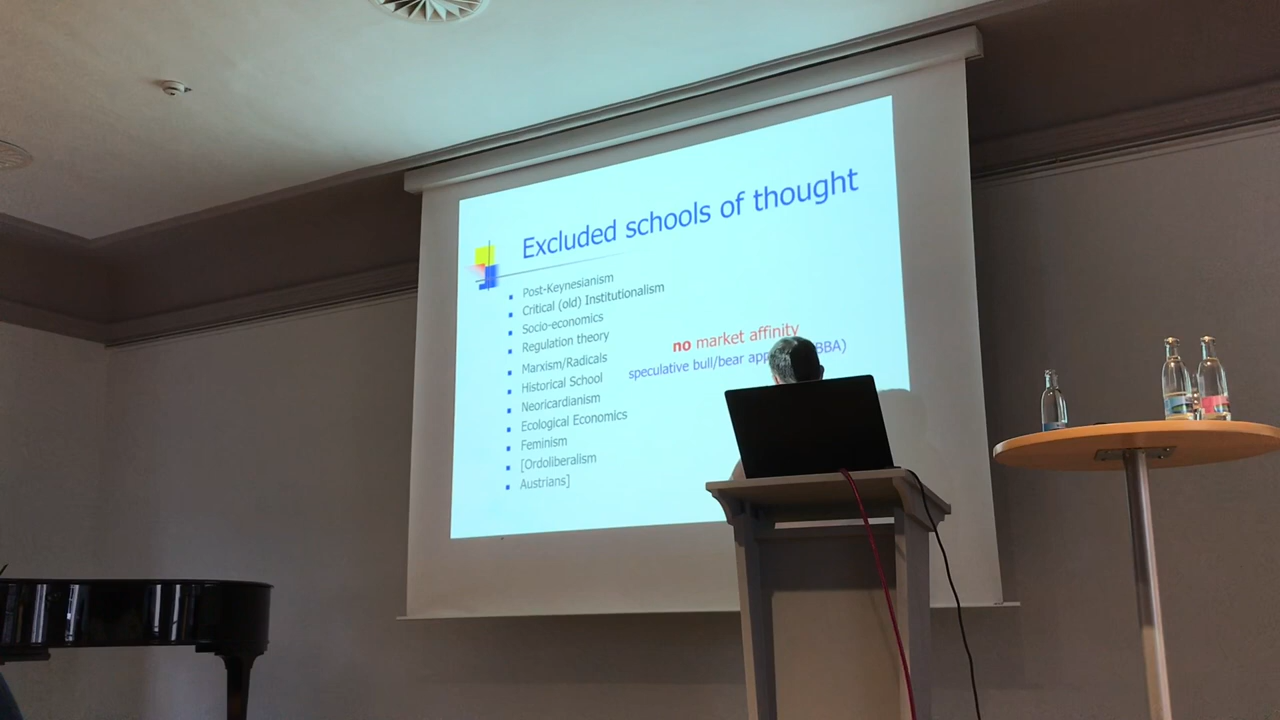 Excluded schools of thought
Post-Keynesianism
Critical (old) Institutionalism
Socio-economics
Regulation theory
Marxism/Radicals
Historical School
Neoricardianism
Ecological Economics
Feminism
[Ordoliberalism
Austrians]
no market affinity
speculative bull/bear BBA)